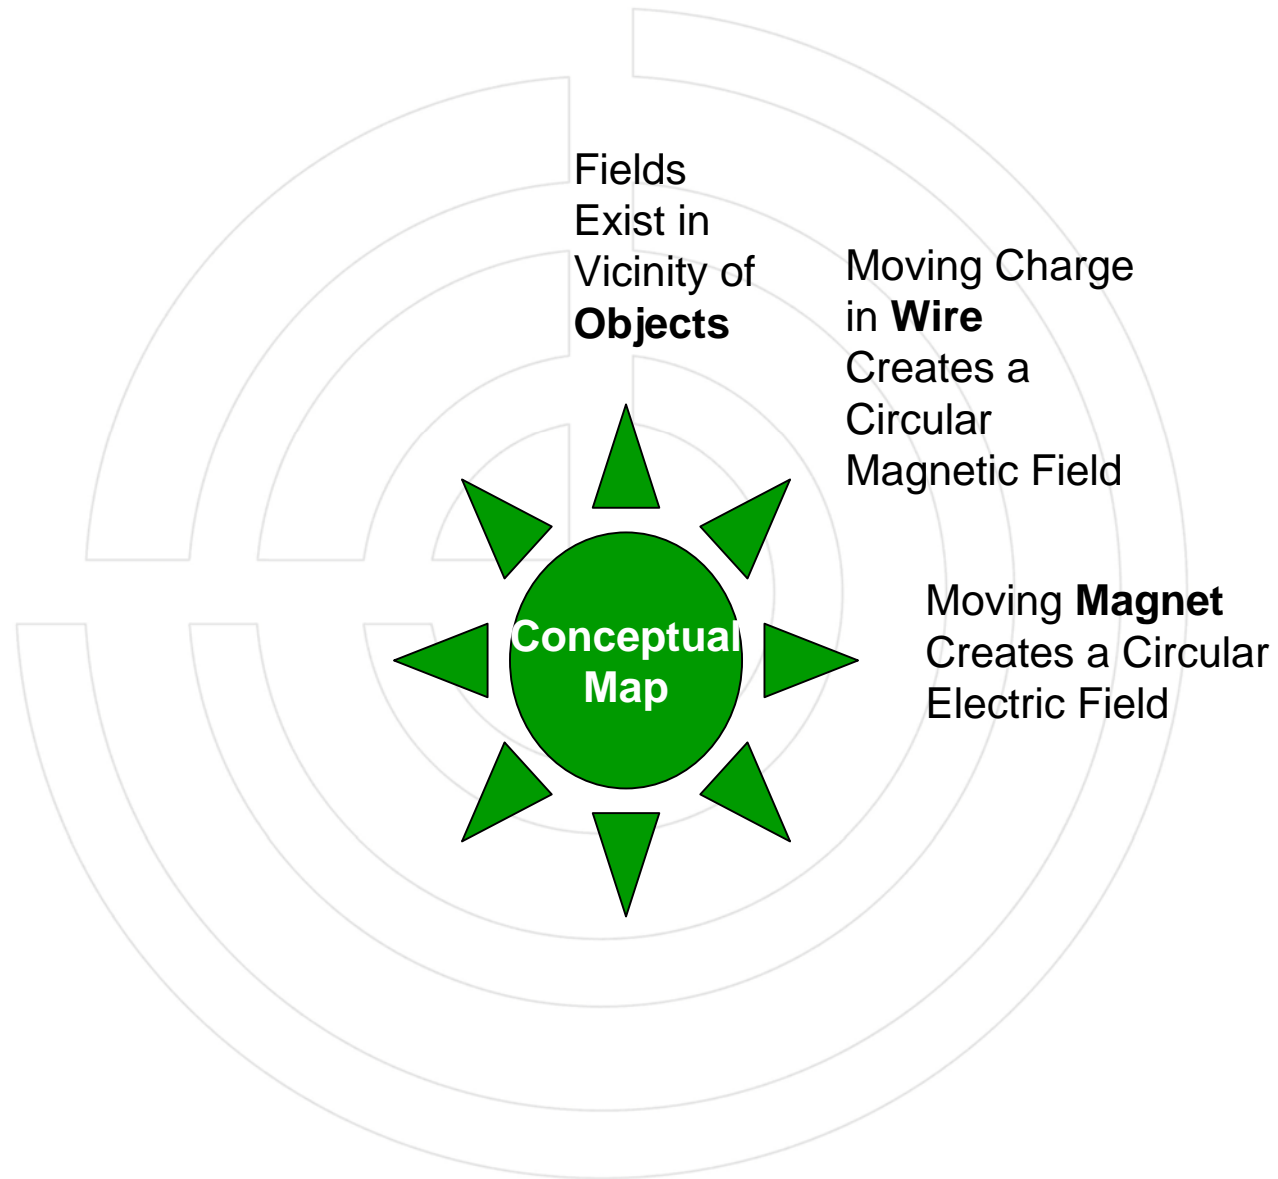 Fields
Exist in
Vicinity of
Objects
Moving Charge
in Wire
Creates a
Circular
Magnetic Field
Moving Magnet
Creates a Circular
Electric Field
Conceptual
Map